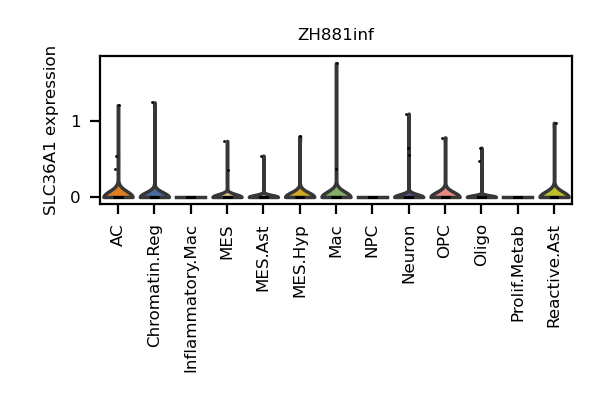 ZH881inf
SLC36A1 expression
1
0
AC
Chromatin.Reg
Inflammatory.Mac
MES
MES.Ast
MES.Hyp
Mac
NPC
Neuron
OPC
Oligo
Prolif.Metab
Reactive.Ast